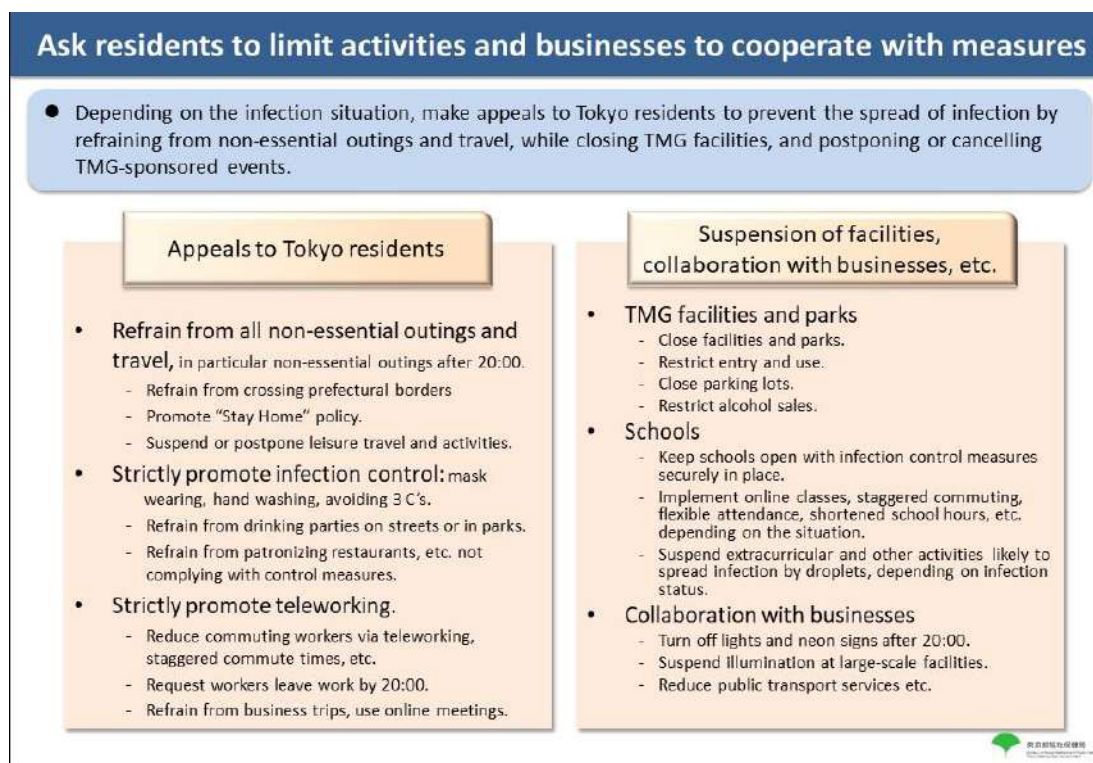 Ask residents to limit activities and businesses to cooperate with measures
● Depending on the infection situation, make appeals to Tokyo residents to prevent the spread of infection by
refraining from non-essential outings and travel, while closing TMG facilities, and postponing or cancelling
TMG-sponsored events.
Appeals to Tokyo residents
• Refrain from all non-essential outings and
travel, in particular non-essential outings after 20:00.
- Refrain from crossing prefectural borders
- Promote “Stay Home” policy.
- Suspend or postpone leisure travel and activities.
• Strictly promote infection control: mask
wearing, hand washing, avoiding 3 C’s.
- Refrain from drinking parties on streets or in parks.
- Refrain from patronizing restaurants, etc. not
complying with control measures.
• Strictly promote teleworking.
- Reduce commuting workers via teleworking,
staggered commute times, etc.
- Request workers leave work by 20:00.
- Refrain from business trips, use online meetings.
Suspension of facilities,
collaboration with businesses, etc.
• TMG facilities and parks
- Close facilities and parks.
- Restrict entry and use.
- Close parking lots.
- Restrict alcohol sales.
• Schools
- Keep schools open with infection control measures
securely in place.
- Implement online classes, staggered commuting,
flexible attendance, shortened school hours, etc.
depending on the situation.
- Suspend extracurricular and other activities likely to
spread infection by droplets, depending on infection
status.
• Collaboration with businesses
- Turn off lights and neon signs after 20:00.
- Suspend illumination at large-scale facilities.
- Reduce public transport services etc.
東京都福祉保健局